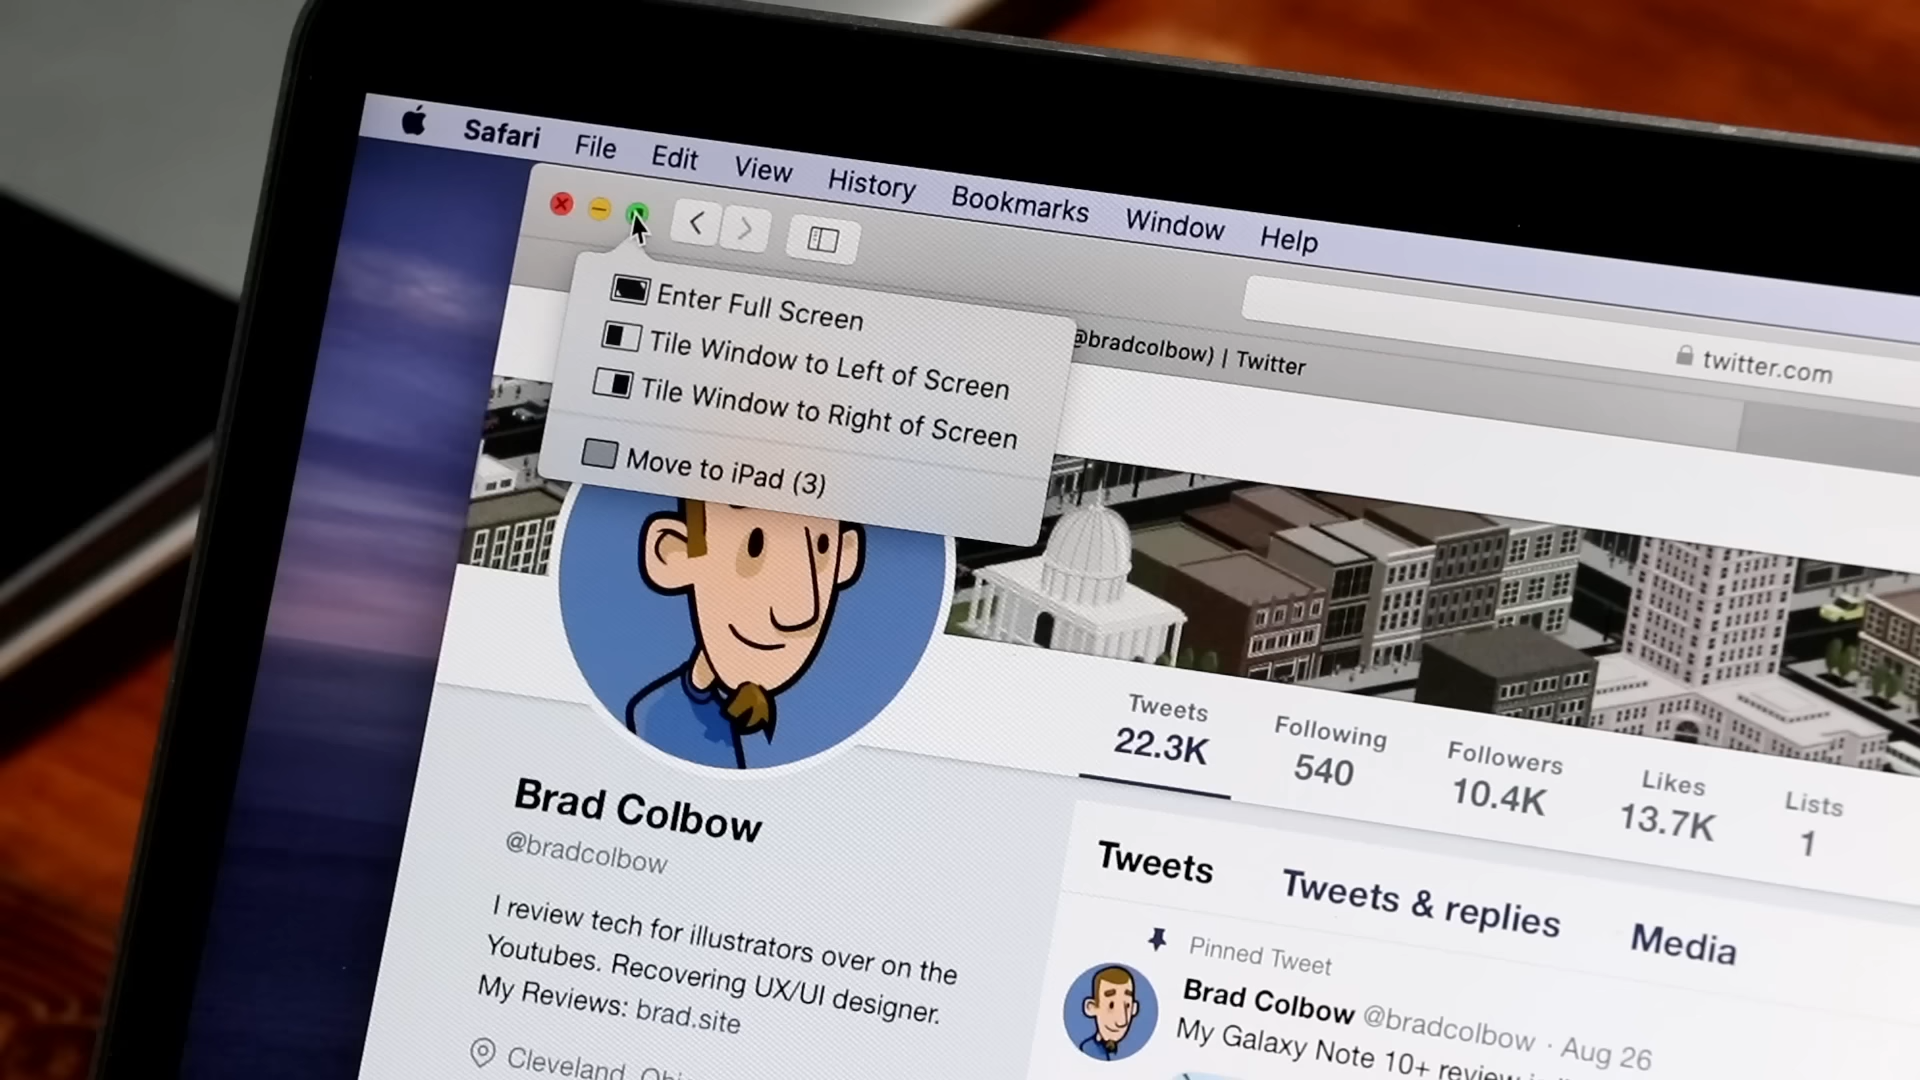 Safari File Edit View History Bookmarks Window Help
Enter Full Screen
Tile Window to Left of Screen
Tile Window to Right of Screen
Move to iPad (3)
@bradcolbow) | Twitter
twitter.com
Tweets Following Followers Likes Lists
22.3K 540 10.4K 13.7K 1
Brad Colbow
@bradcolbow
I review tech for illustrators over on the
Youtubes. Recovering UX/UI designer.
My Reviews: brad.site
Cleveland,
Tweets Tweets & replies Media
Pinned Tweet
Brad Colbow @bradcolbow · Aug 26
My Galaxy Note 10+ review